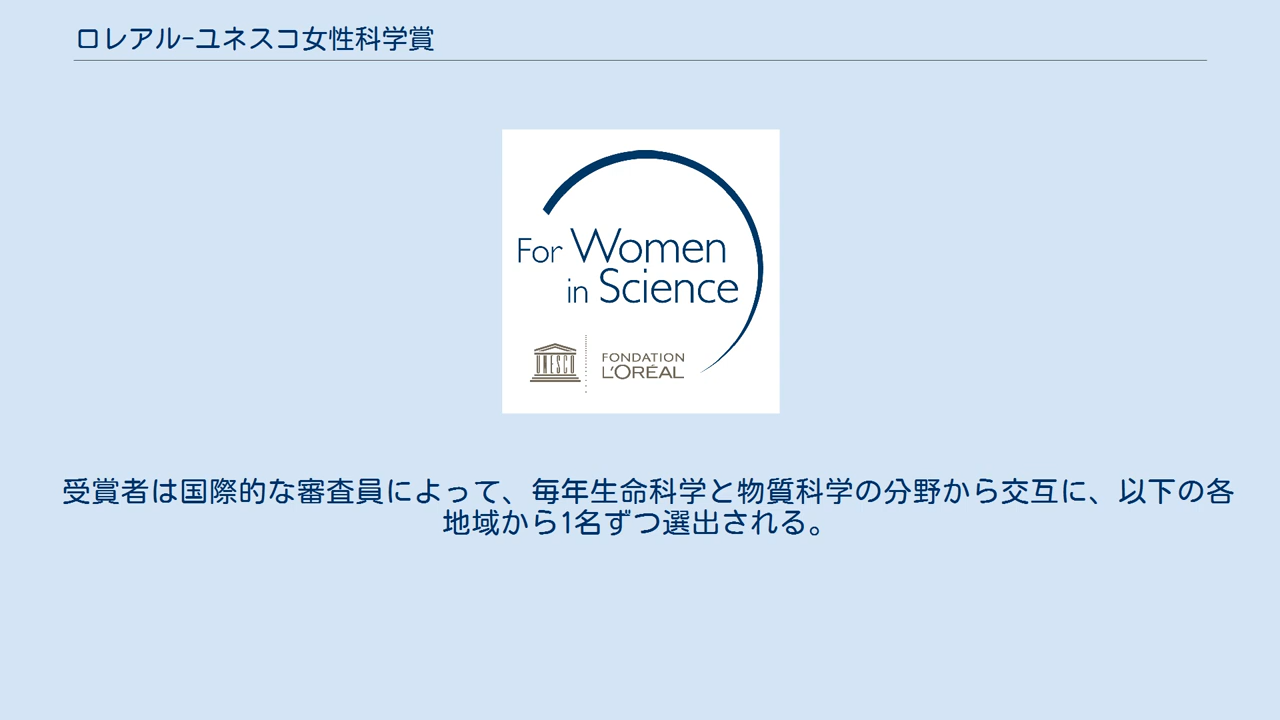 ロレアル-ユネスコ女性科学賞
For Women
in Science
UNESCO
FONDATION
L'ORÉAL
受賞者は国際的な審査員によって、毎年生命科学と物質科学の分野から交互に、以下の各
地域から1名ずつ選出される。